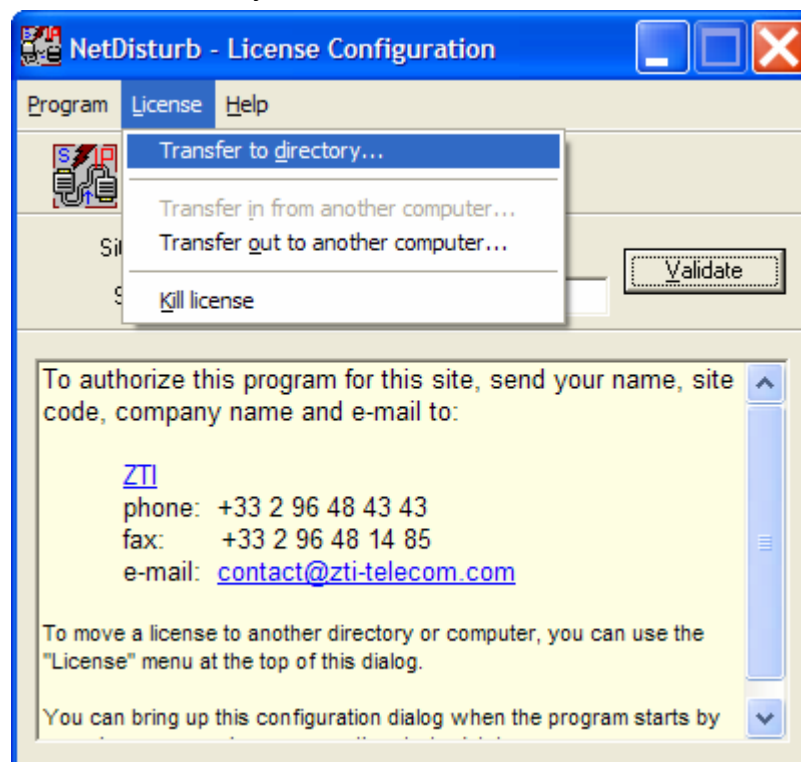 NetDisturb - License Configuration
Program License Help
Transfer to directory...
Transfer in from another computer...
Transfer out to another computer...
Kill license
Validate
To authorize this program for this site, send your name, site
code, company name and e-mail to:
ZTI
phone: +33 2 96 48 43 43
fax: +33 2 96 48 14 85
e-mail: contact@zti-telecom.com
To move a license to another directory or computer, you can use the
"License" menu at the top of this dialog.
You can bring up this configuration dialog when the program starts by